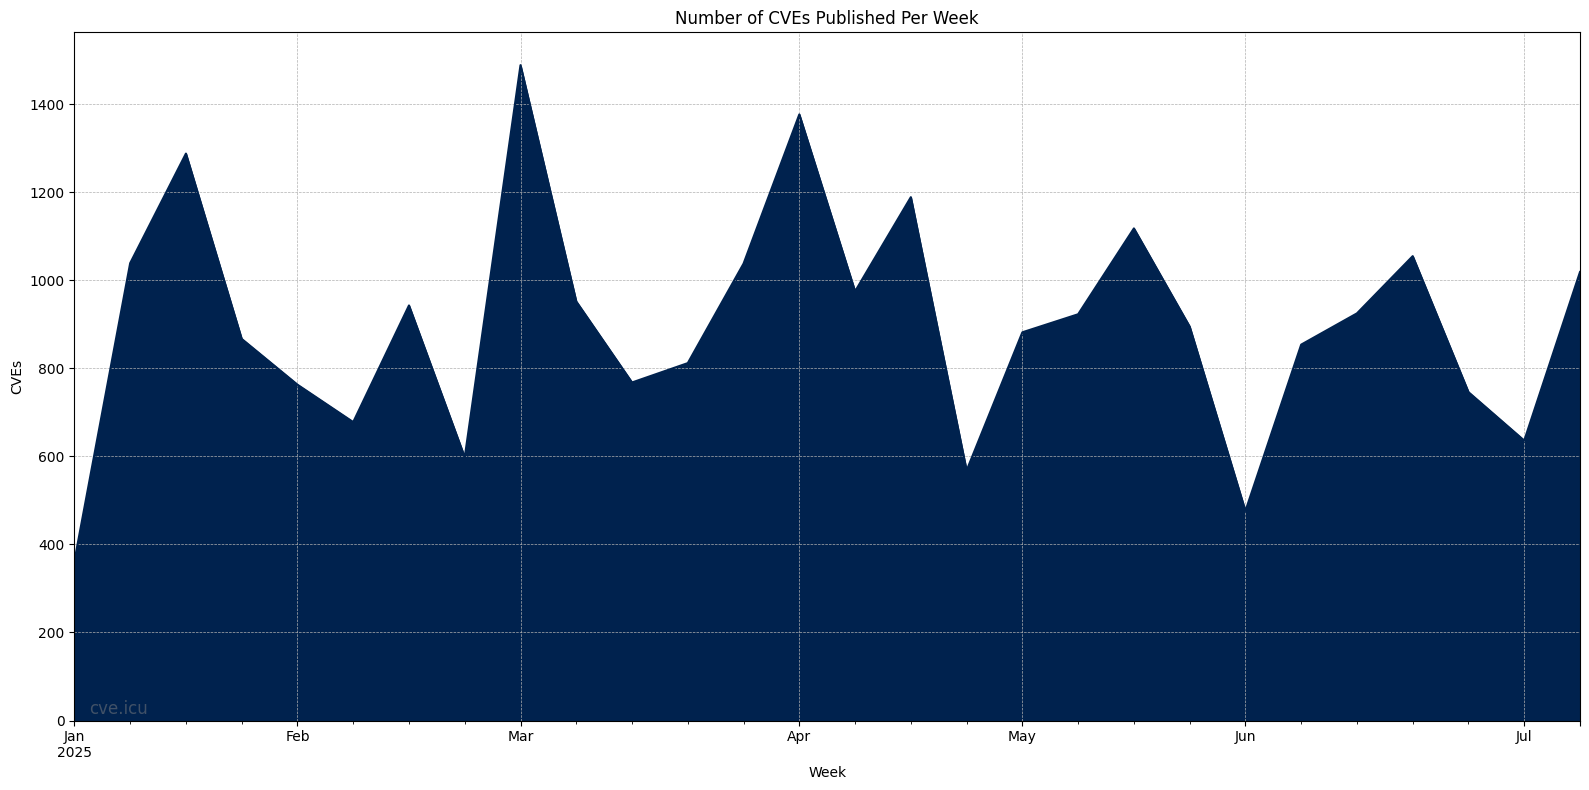 Number of CVEs Published Per Week
1400
1200
1000
800
600
400
200
0
CVEs
cve.icu
Jan Feb Mar Apr May Jun Jul
2025
Week